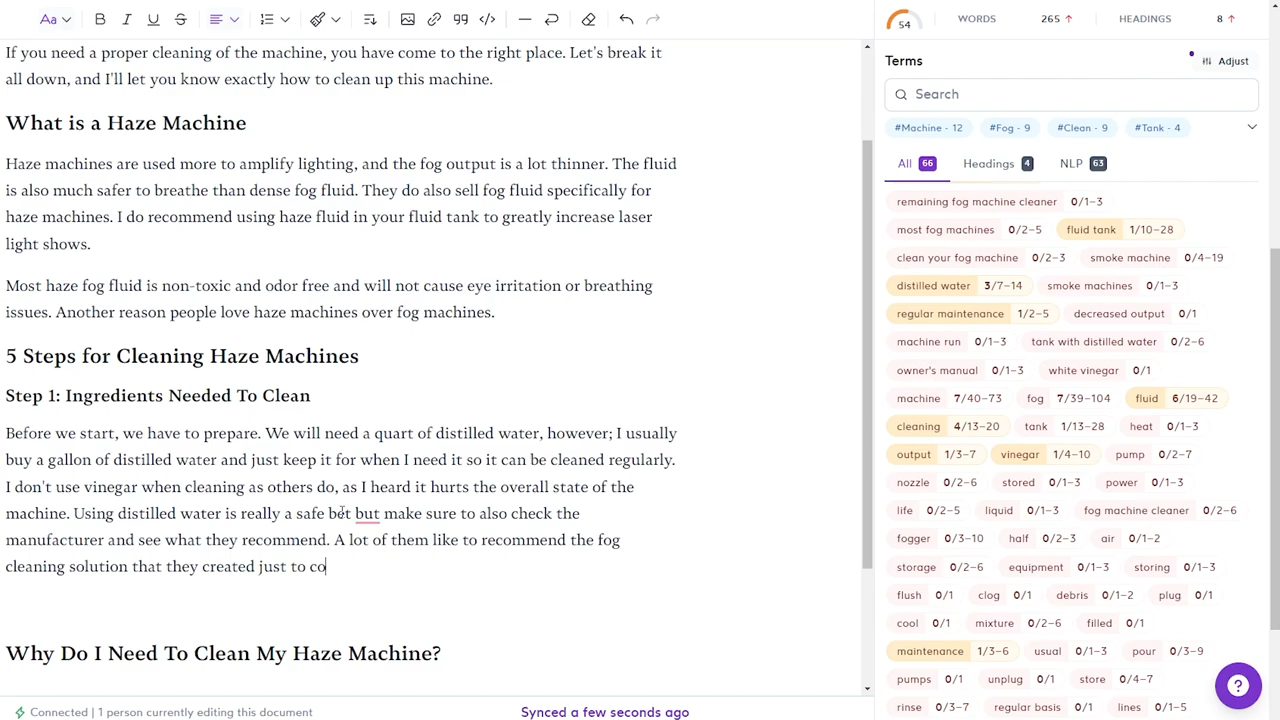 Aa B I U S
54 WORDS 265 ↑ HEADINGS 8 ↑
If you need a proper cleaning of the machine, you have come to the right place. Let's break it
all down, and I'll let you know exactly how to clean up this machine.
What is a Haze Machine
Haze machines are used more to amplify lighting, and the fog output is a lot thinner. The fluid
is also much safer to breathe than dense fog fluid. They do also sell fog fluid specifically for
haze machines. I do recommend using haze fluid in your fluid tank to greatly increase laser
light shows.
Most haze fog fluid is non-toxic and odor free and will not cause eye irritation or breathing
issues. Another reason people love haze machines over fog machines.
5 Steps for Cleaning Haze Machines
Step 1: Ingredients Needed To Clean
Before we start, we have to prepare. We will need a quart of distilled water, however; I usually
buy a gallon of distilled water and just keep it for when I need it so it can be cleaned regularly.
I don't use vinegar when cleaning as others do, as I heard it hurts the overall state of the
machine. Using distilled water is really a safe bet but make sure to also check the
manufacturer and see what they recommend. A lot of them like to recommend the fog
cleaning solution that they created just to co
Why Do I Need To Clean My Haze Machine?
Connected | 1 person currently editing this document
Synced a few seconds ago
Terms
Adjust
Search
#Machine - 12 #Fog - 9 #Clean - 9 #Tank - 4
All 66 Headings 4 NLP 63
remaining fog machine cleaner 0/1-3
most fog machines 0/2-5 fluid tank 1/10-28
clean your fog machine 0/2-3 smoke machine 0/4-19
distilled water 3/7-14 smoke machines 0/1-3
regular maintenance 1/2-5 decreased output 0/1
machine run 0/1-3 tank with distilled water 0/2-6
owner's manual 0/1-3 white vinegar 0/1
machine 7/40-73 fog 7/39-104 fluid 6/19-42
cleaning 4/13-20 tank 1/13-28 heat 0/1-3
output 1/3-7 vinegar 1/4-10 pump 0/2-7
nozzle 0/2-6 stored 0/1-3 power 0/1-3
life 0/2-5 liquid 0/1-3 fog machine cleaner 0/2-6
fogger 0/3-10 half 0/2-3 air 0/1-2
storage 0/2-6 equipment 0/1-3 storing 0/1-3
flush 0/1 clog 0/1 debris 0/1-2 plug 0/1
cool 0/1 mixture 0/2-6 filled 0/1
maintenance 1/3-6 usual 0/1-3 pour 0/3-9
pumps 0/1 unplug 0/1 store 0/4-7
rinse 0/3-7 regular basis 0/1 lines 0/1-5
?